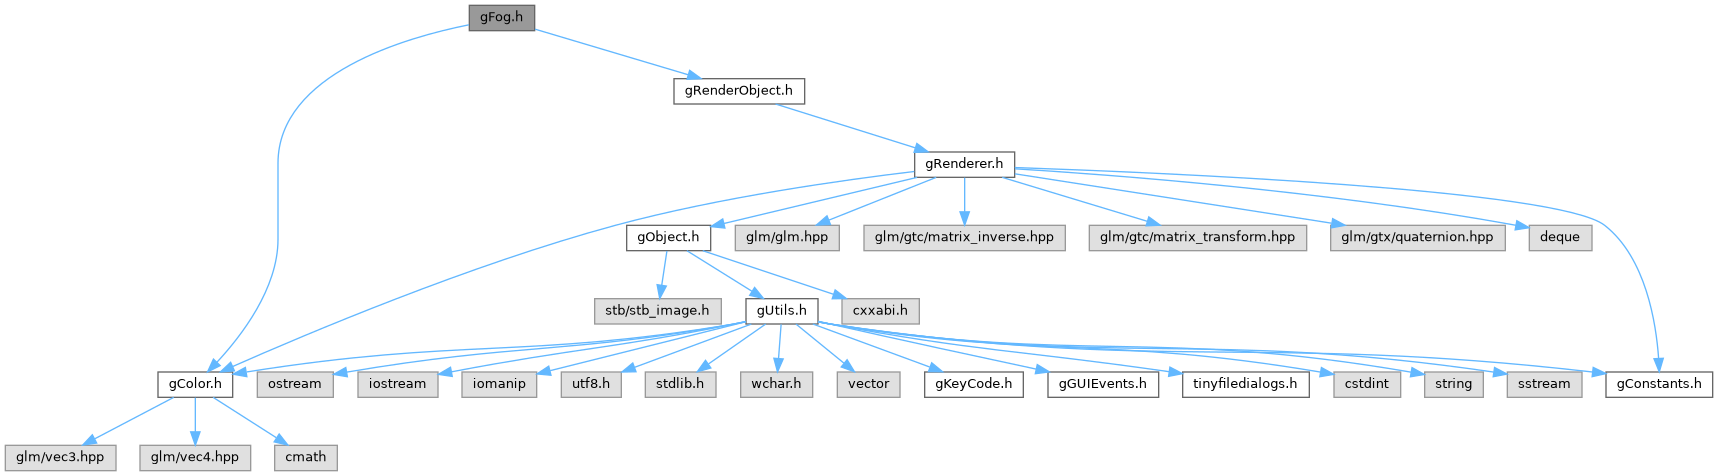 gFog.h
gRenderObject.h
gRenderer.h
gObject.h
glm/glm.hpp
glm/gtc/matrix_inverse.hpp
glm/gtc/matrix_transform.hpp
glm/gtx/quaternion.hpp
deque
stb/stb_image.h
gUtils.h
cxxabi.h
gColor.h
ostream
iostream
iomanip
utf8.h
stdlib.h
wchar.h
vector
gKeyCode.h
gGUIEvents.h
tinyfiledialogs.h
cstdint
string
sstream
gConstants.h
glm/vec3.hpp
glm/vec4.hpp
cmath